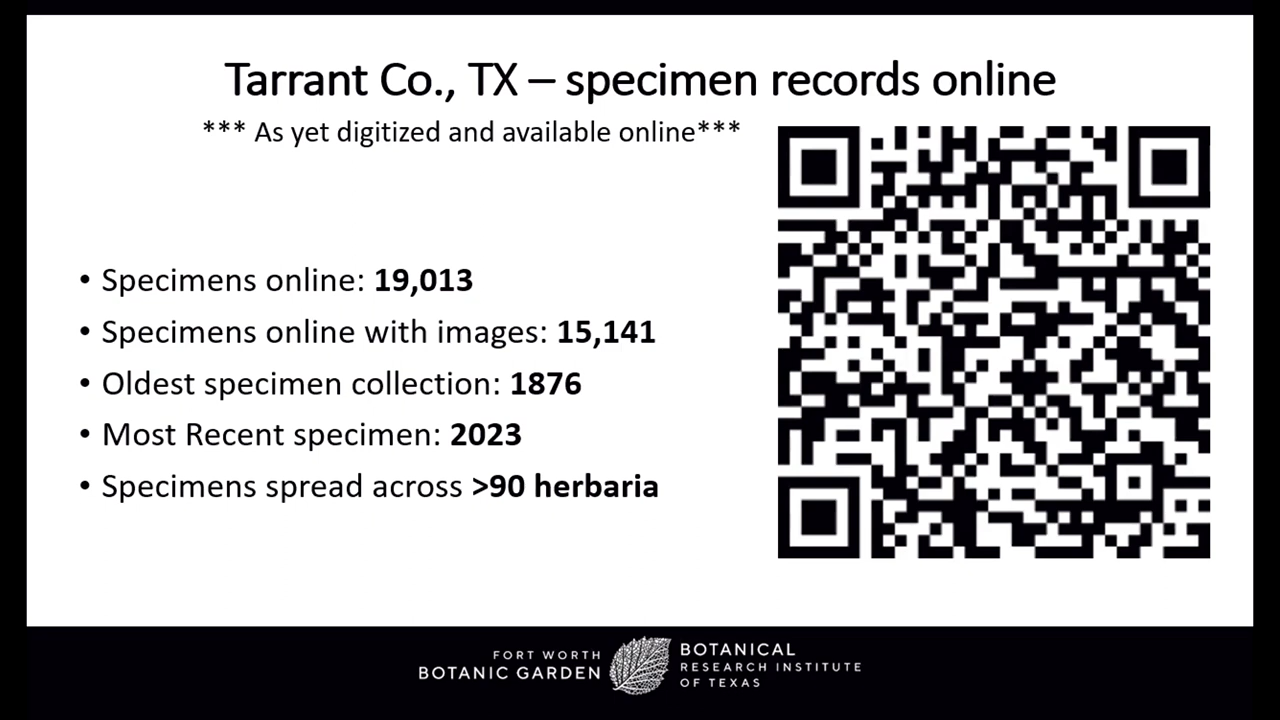 Tarrant Co., TX – specimen records online
*** As yet digitized and available online***
• Specimens online: 19,013
• Specimens online with images: 15,141
• Oldest specimen collection: 1876
• Most Recent specimen: 2023
• Specimens spread across >90 herbaria
FORT WORTH
BOTANIC GARDEN
BOTANICAL
RESEARCH INSTITUTE
OF TEXAS